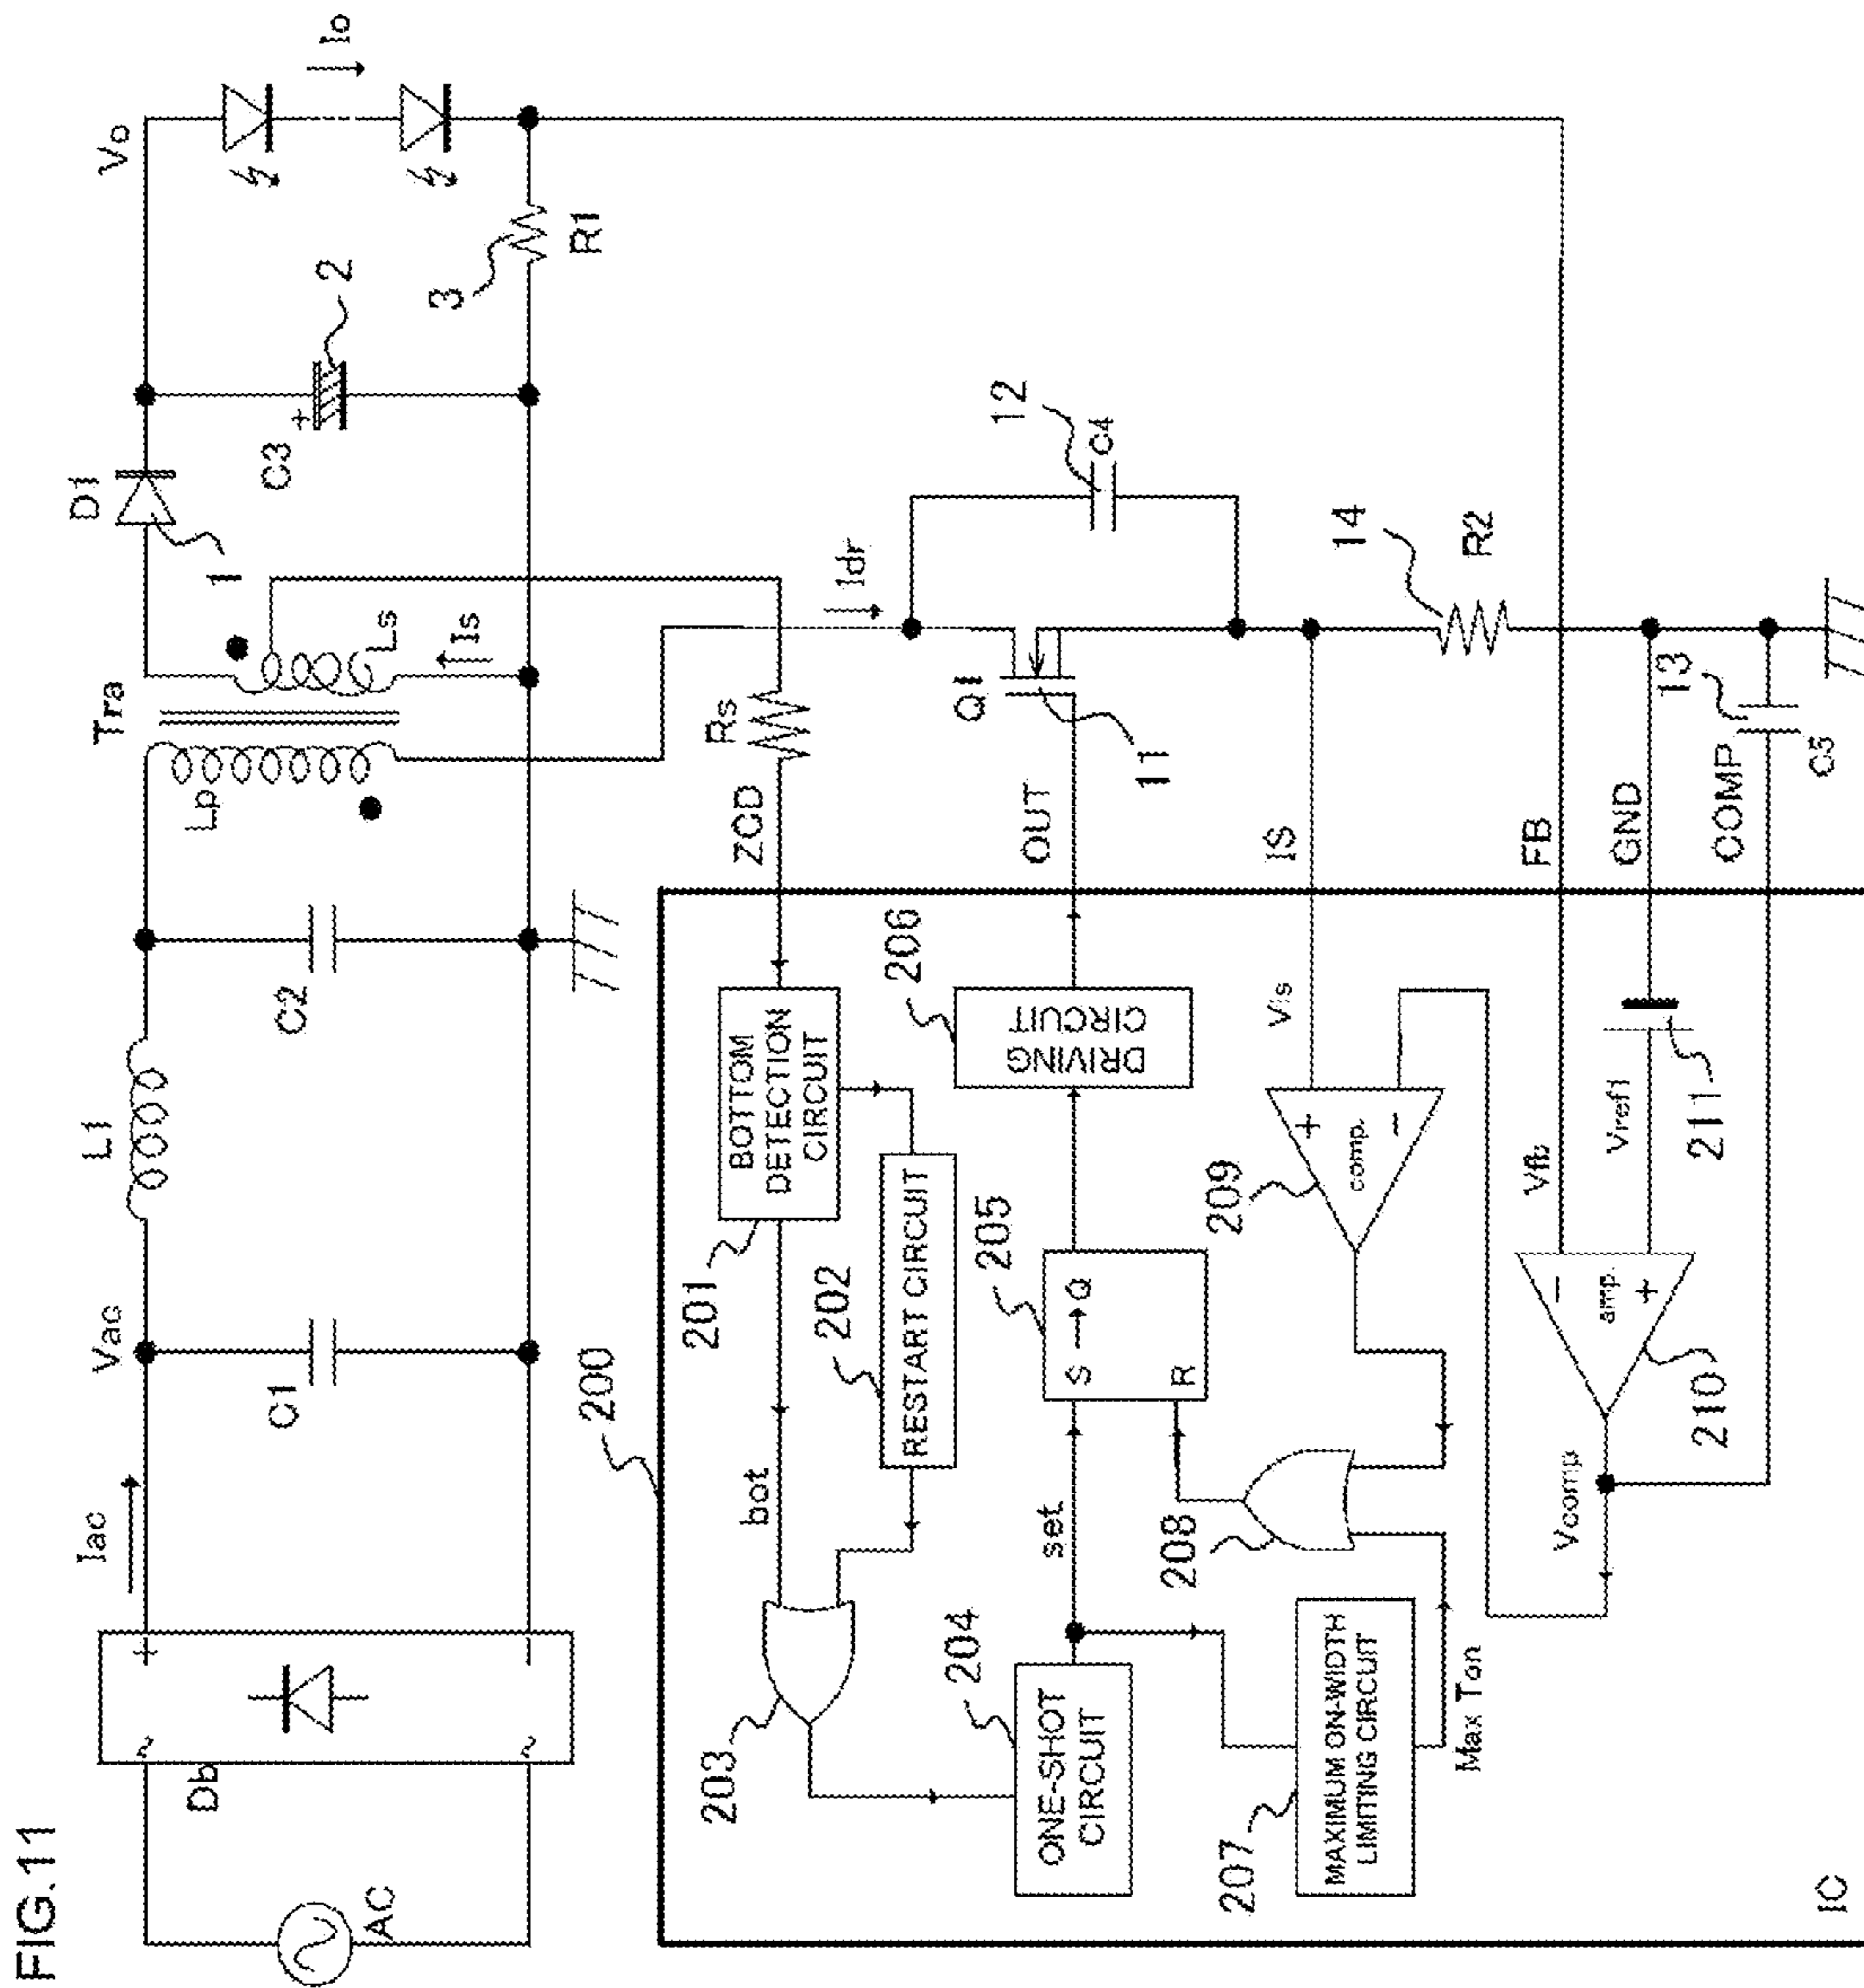 FIG.11
AC
Db
~
~
+
−
Iac
Vac
C1
L1
C2
Tra
Lp
Ls
Is
D1
1
C3
+
2
Vo
Io
3
R1
200
IC
ZCD
Rs
Idr
Q1
11
12
C4
OUT
IS
14
R2
FB
GND
COMP
13
C5
201
BOTTOM
DETECTION
CIRCUIT
202
RESTART CIRCUIT
bot
203
204
ONE-SHOT
CIRCUIT
set
205
S → Q
R
206
DRIVING
CIRCUIT
207
MAXIMUM ON-WIDTH
LIMITING CIRCUIT
Max Ton
208
209
comp.
+
−
Vis
210
amp.
−
+
Vfb
Vref1
211
Vcomp